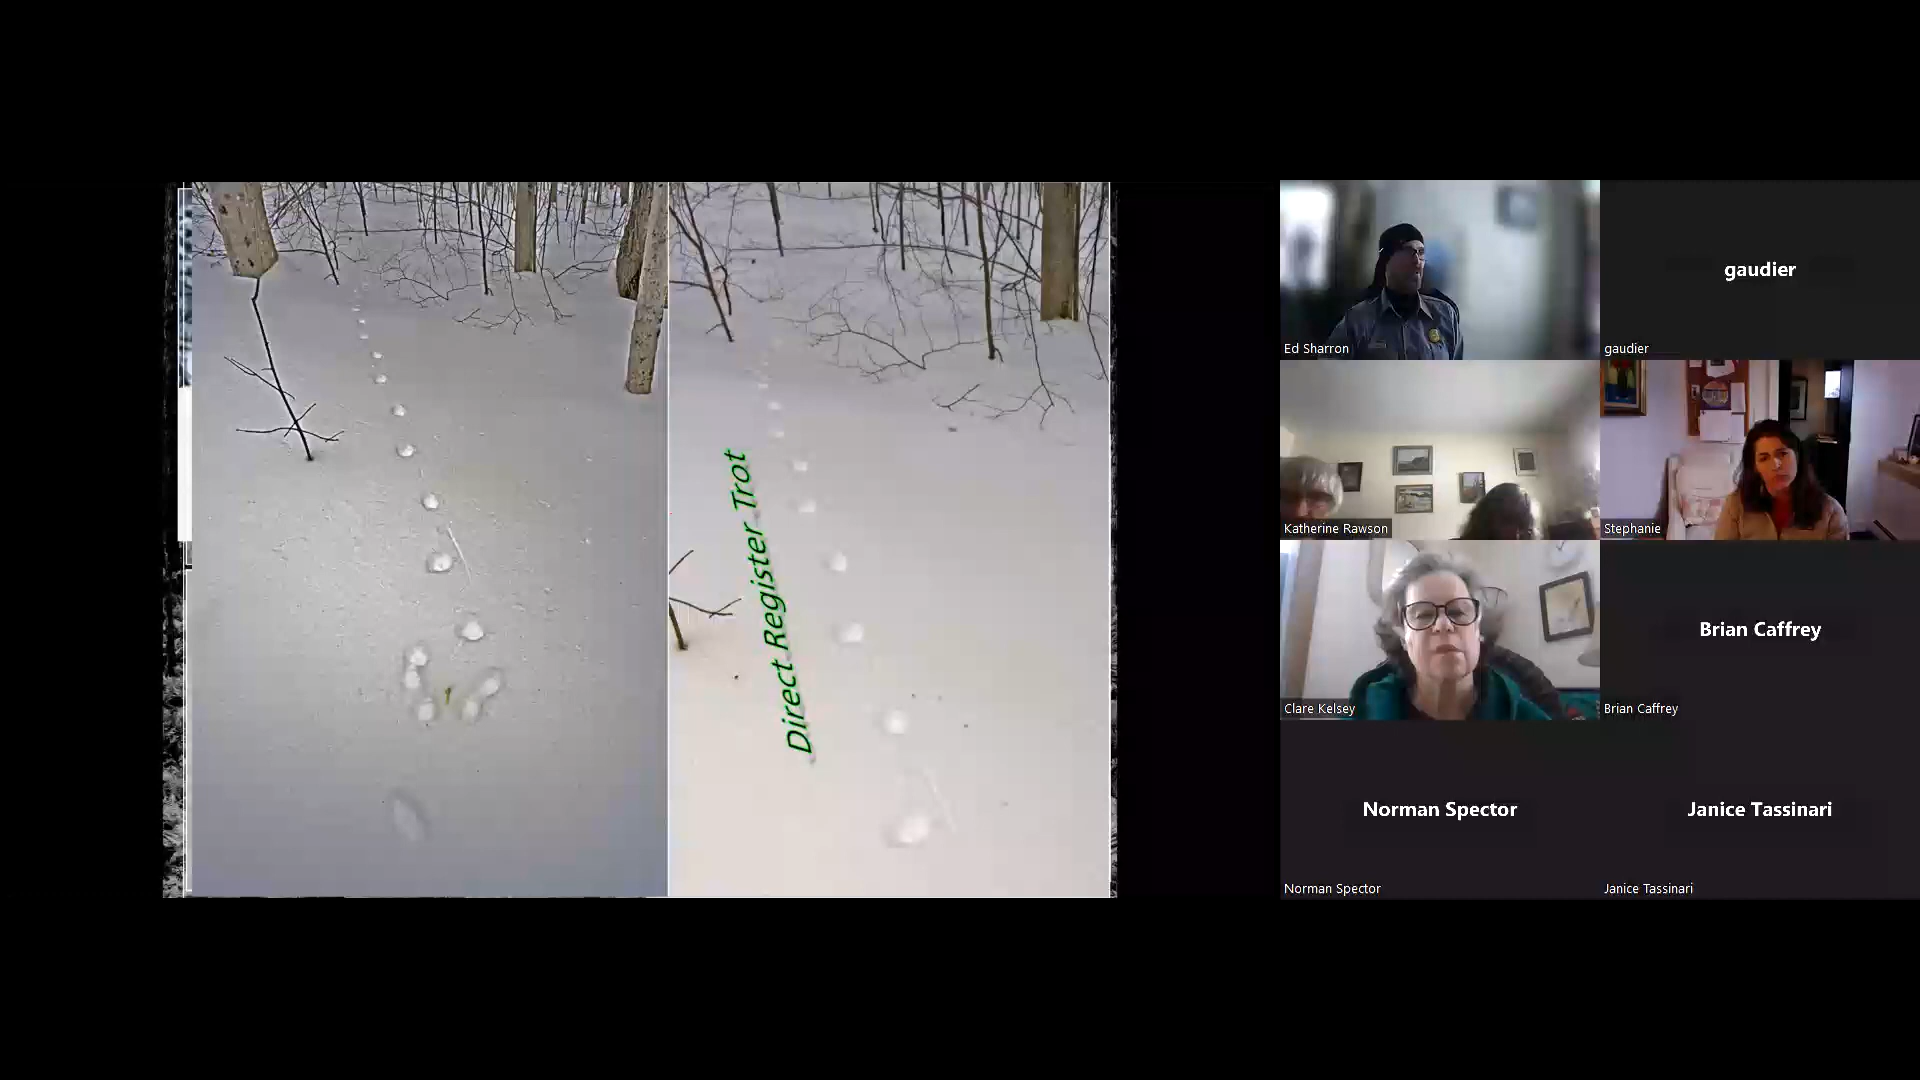 Direct Register Trot
Ed Sharron
gaudier
gaudier
Katherine Rawson
Stephanie
Clare Kelsey
Brian Caffrey
Brian Caffrey
Norman Spector
Norman Spector
Janice Tassinari
Janice Tassinari